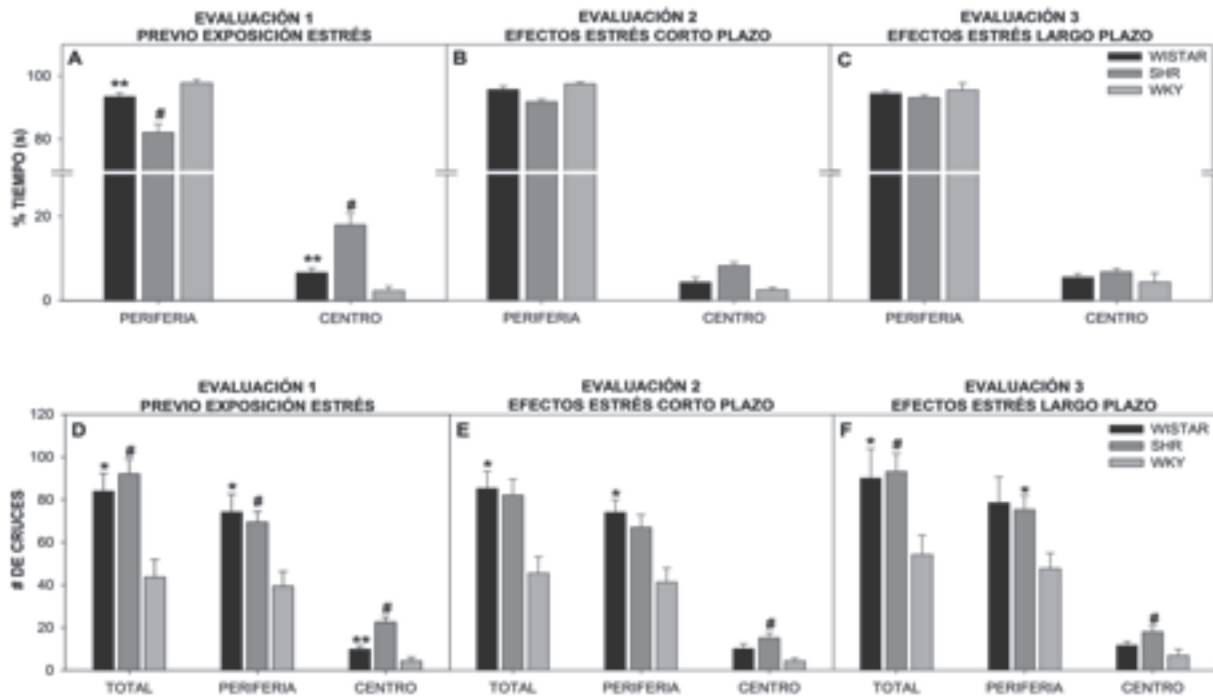 EVALUACIÓN 1
PREVIO EXPOSICIÓN ESTRÉS
EVALUACIÓN 2
EFECTOS ESTRÉS CORTO PLAZO
EVALUACIÓN 3
EFECTOS ESTRÉS LARGO PLAZO
A
B
C
WISTAR
SHR
WKY
% TIEMPO (s)
100
80
20
0
**
#
**
#
PERIFERIA
CENTRO
PERIFERIA
CENTRO
PERIFERIA
CENTRO
EVALUACIÓN 1
PREVIO EXPOSICIÓN ESTRÉS
EVALUACIÓN 2
EFECTOS ESTRÉS CORTO PLAZO
EVALUACIÓN 3
EFECTOS ESTRÉS LARGO PLAZO
D
E
F
WISTAR
SHR
WKY
# DE CRUCES
120
100
80
60
40
20
0
*
#
*
#
**
#
*
*
#
*
#
*
#
TOTAL
PERIFERIA
CENTRO
TOTAL
PERIFERIA
CENTRO
TOTAL
PERIFERIA
CENTRO